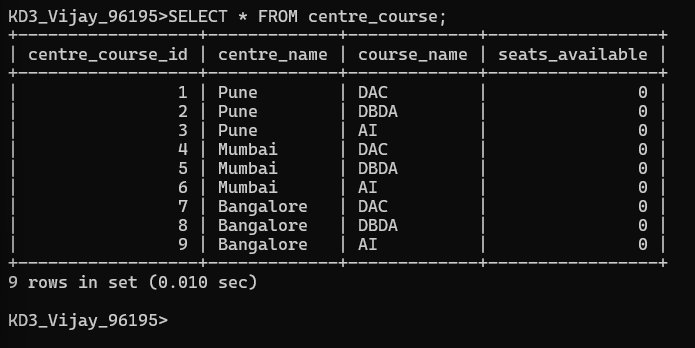 KD3_Vijay_96195>SELECT * FROM centre_course;
+------------------+-------------+-------------+-----------------+
| centre_course_id | centre_name | course_name | seats_available |
+------------------+-------------+-------------+-----------------+
|                1 | Pune        | DAC         |               0 |
|                2 | Pune        | DBDA        |               0 |
|                3 | Pune        | AI          |               0 |
|                4 | Mumbai      | DAC         |               0 |
|                5 | Mumbai      | DBDA        |               0 |
|                6 | Mumbai      | AI          |               0 |
|                7 | Bangalore   | DAC         |               0 |
|                8 | Bangalore   | DBDA        |               0 |
|                9 | Bangalore   | AI          |               0 |
+------------------+-------------+-------------+-----------------+
9 rows in set (0.010 sec)

KD3_Vijay_96195>